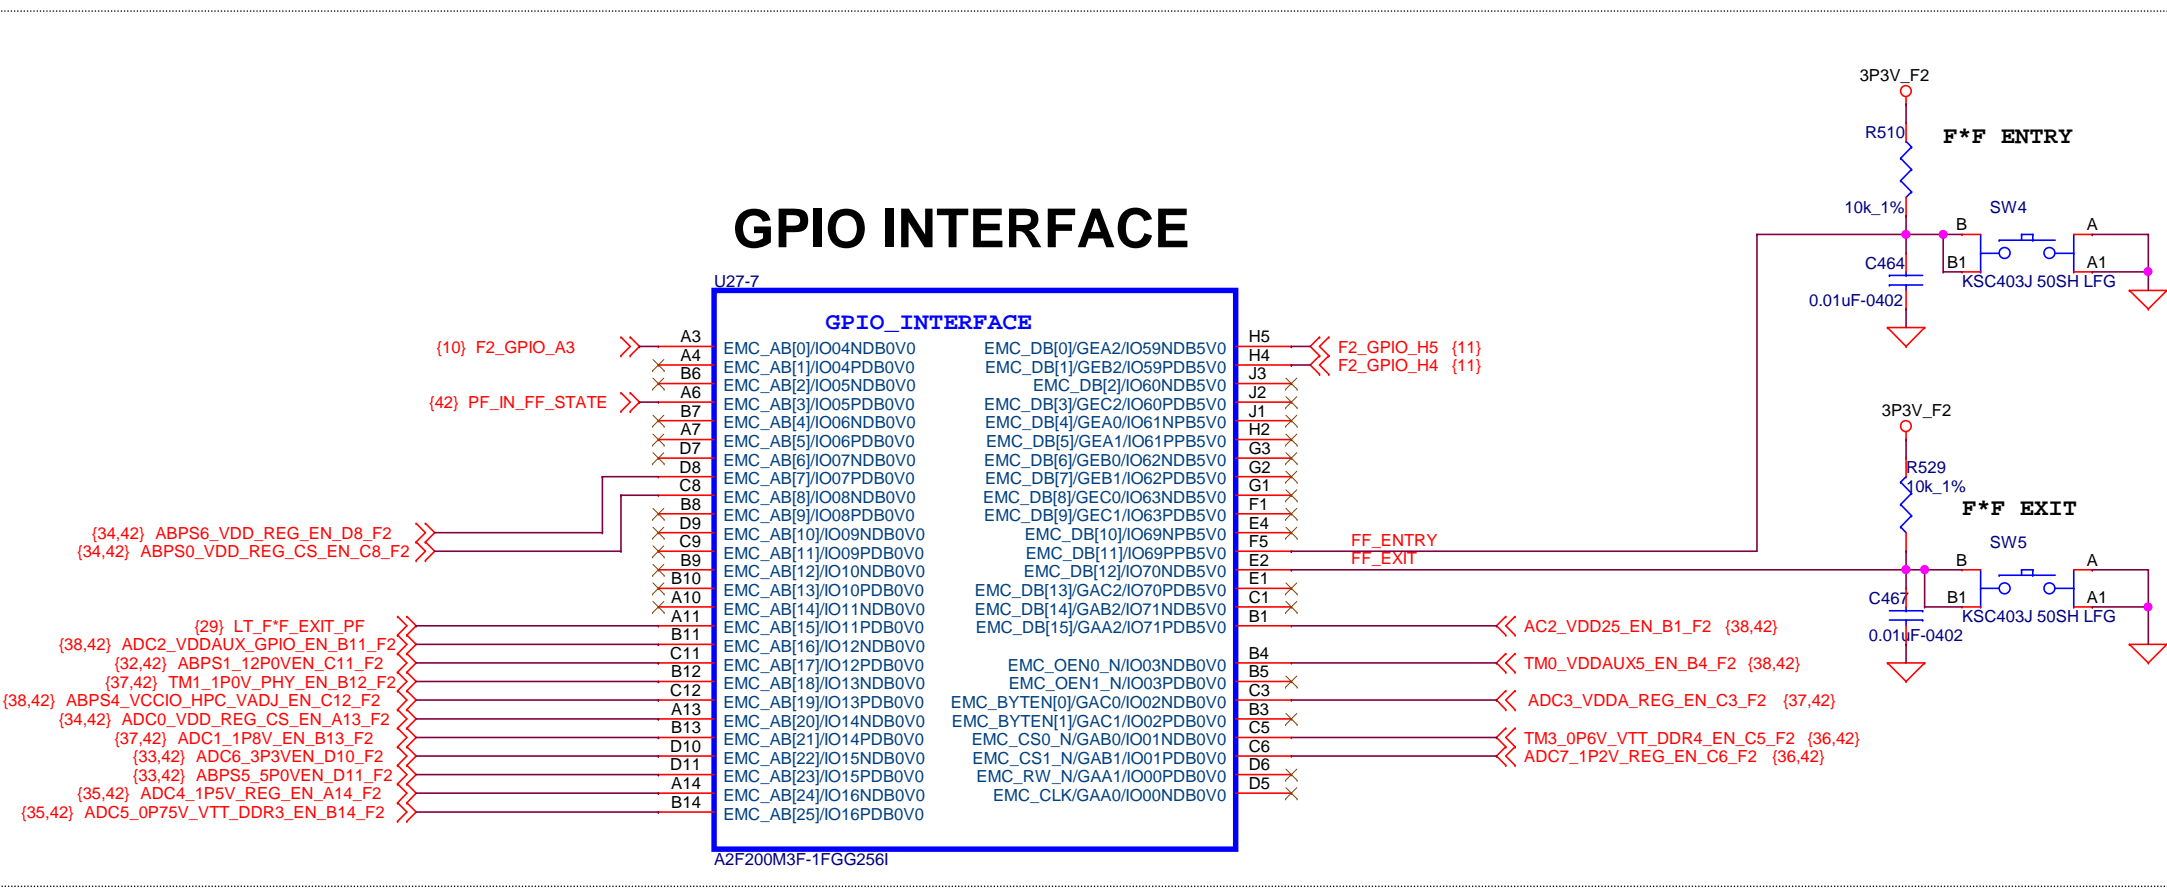 3P3V_F2
R510
F*F ENTRY
10k_1%
SW4
B
A
B1
A1
C464
KSC403J 50SH LFG
0.01uF-0402
GPIO INTERFACE
U27-7
GPIO_INTERFACE
{10} F2_GPIO_A3 A3 EMC_AB[0]/IO04NDB0V0 EMC_DB[0]/GEA2/IO59NDB5V0 H5 F2_GPIO_H5 {11}
A4 EMC_AB[1]/IO04PDB0V0 EMC_DB[1]/GEB2/IO59PDB5V0 H4 F2_GPIO_H4 {11}
B6 EMC_AB[2]/IO05NDB0V0 EMC_DB[2]/IO60NDB5V0 J3
{42} PF_IN_FF_STATE A6 EMC_AB[3]/IO05PDB0V0 EMC_DB[3]/GEC2/IO60PDB5V0 J2
B7 EMC_AB[4]/IO06NDB0V0 EMC_DB[4]/GEA0/IO61NPB5V0 J1
A7 EMC_AB[5]/IO06PDB0V0 EMC_DB[5]/GEA1/IO61PPB5V0 H2
D7 EMC_AB[6]/IO07NDB0V0 EMC_DB[6]/GEB0/IO62NDB5V0 G3
D8 EMC_AB[7]/IO07PDB0V0 EMC_DB[7]/GEB1/IO62PDB5V0 G2
C8 EMC_AB[8]/IO08NDB0V0 EMC_DB[8]/GEC0/IO63NDB5V0 G1
B8 EMC_AB[9]/IO08PDB0V0 EMC_DB[9]/GEC1/IO63PDB5V0 F1
{34,42} ABPS6_VDD_REG_EN_D8_F2 D9 EMC_AB[10]/IO09NDB0V0 EMC_DB[10]/IO69NPB5V0 E4
{34,42} ABPS0_VDD_REG_CS_EN_C8_F2 C9 EMC_AB[11]/IO09PDB0V0 EMC_DB[11]/IO69PPB5V0 F5 FF_ENTRY
B9 EMC_AB[12]/IO10NDB0V0 EMC_DB[12]/IO70NDB5V0 E2 FF_EXIT
B10 EMC_AB[13]/IO10PDB0V0 EMC_DB[13]/GAC2/IO70PDB5V0 E1
A10 EMC_AB[14]/IO11NDB0V0 EMC_DB[14]/GAB2/IO71NDB5V0 C1
{29} LT_F*F_EXIT_PF A11 EMC_AB[15]/IO11PDB0V0 EMC_DB[15]/GAA2/IO71PDB5V0 B1 AC2_VDD25_EN_B1_F2 {38,42}
{38,42} ADC2_VDDAUX_GPIO_EN_B11_F2 B11 EMC_AB[16]/IO12NDB0V0
{32,42} ABPS1_12P0VEN_C11_F2 C11 EMC_AB[17]/IO12PDB0V0 EMC_OEN0_N/IO03NDB0V0 B4 TM0_VDDAUX5_EN_B4_F2 {38,42}
{37,42} TM1_1P0V_PHY_EN_B12_F2 B12 EMC_AB[18]/IO13NDB0V0 EMC_OEN1_N/IO03PDB0V0 B5
{38,42} ABPS4_VCCIO_HPC_VADJ_EN_C12_F2 C12 EMC_AB[19]/IO13PDB0V0 EMC_BYTEN[0]/GAC0/IO02NDB0V0 C3 ADC3_VDDA_REG_EN_C3_F2 {37,42}
{34,42} ADC0_VDD_REG_CS_EN_A13_F2 A13 EMC_AB[20]/IO14NDB0V0 EMC_BYTEN[1]/GAC1/IO02PDB0V0 B3
{37,42} ADC1_1P8V_EN_B13_F2 B13 EMC_AB[21]/IO14PDB0V0 EMC_CS0_N/GAB0/IO01NDB0V0 C5 TM3_0P6V_VTT_DDR4_EN_C5_F2 {36,42}
{33,42} ADC6_3P3VEN_D10_F2 D10 EMC_AB[22]/IO15NDB0V0 EMC_CS1_N/GAB1/IO01PDB0V0 C6 ADC7_1P2V_REG_EN_C6_F2 {36,42}
{33,42} ABPS5_5P0VEN_D11_F2 D11 EMC_AB[23]/IO15PDB0V0 EMC_RW_N/GAA1/IO00PDB0V0 D6
{35,42} ADC4_1P5V_REG_EN_A14_F2 A14 EMC_AB[24]/IO16NDB0V0 EMC_CLK/GAA0/IO00NDB0V0 D5
{35,42} ADC5_0P75V_VTT_DDR3_EN_B14_F2 B14 EMC_AB[25]/IO16PDB0V0
A2F200M3F-1FGG256I
3P3V_F2
R529
10k_1%
F*F EXIT
SW5
B
A
B1
A1
C467
KSC403J 50SH LFG
0.01uF-0402